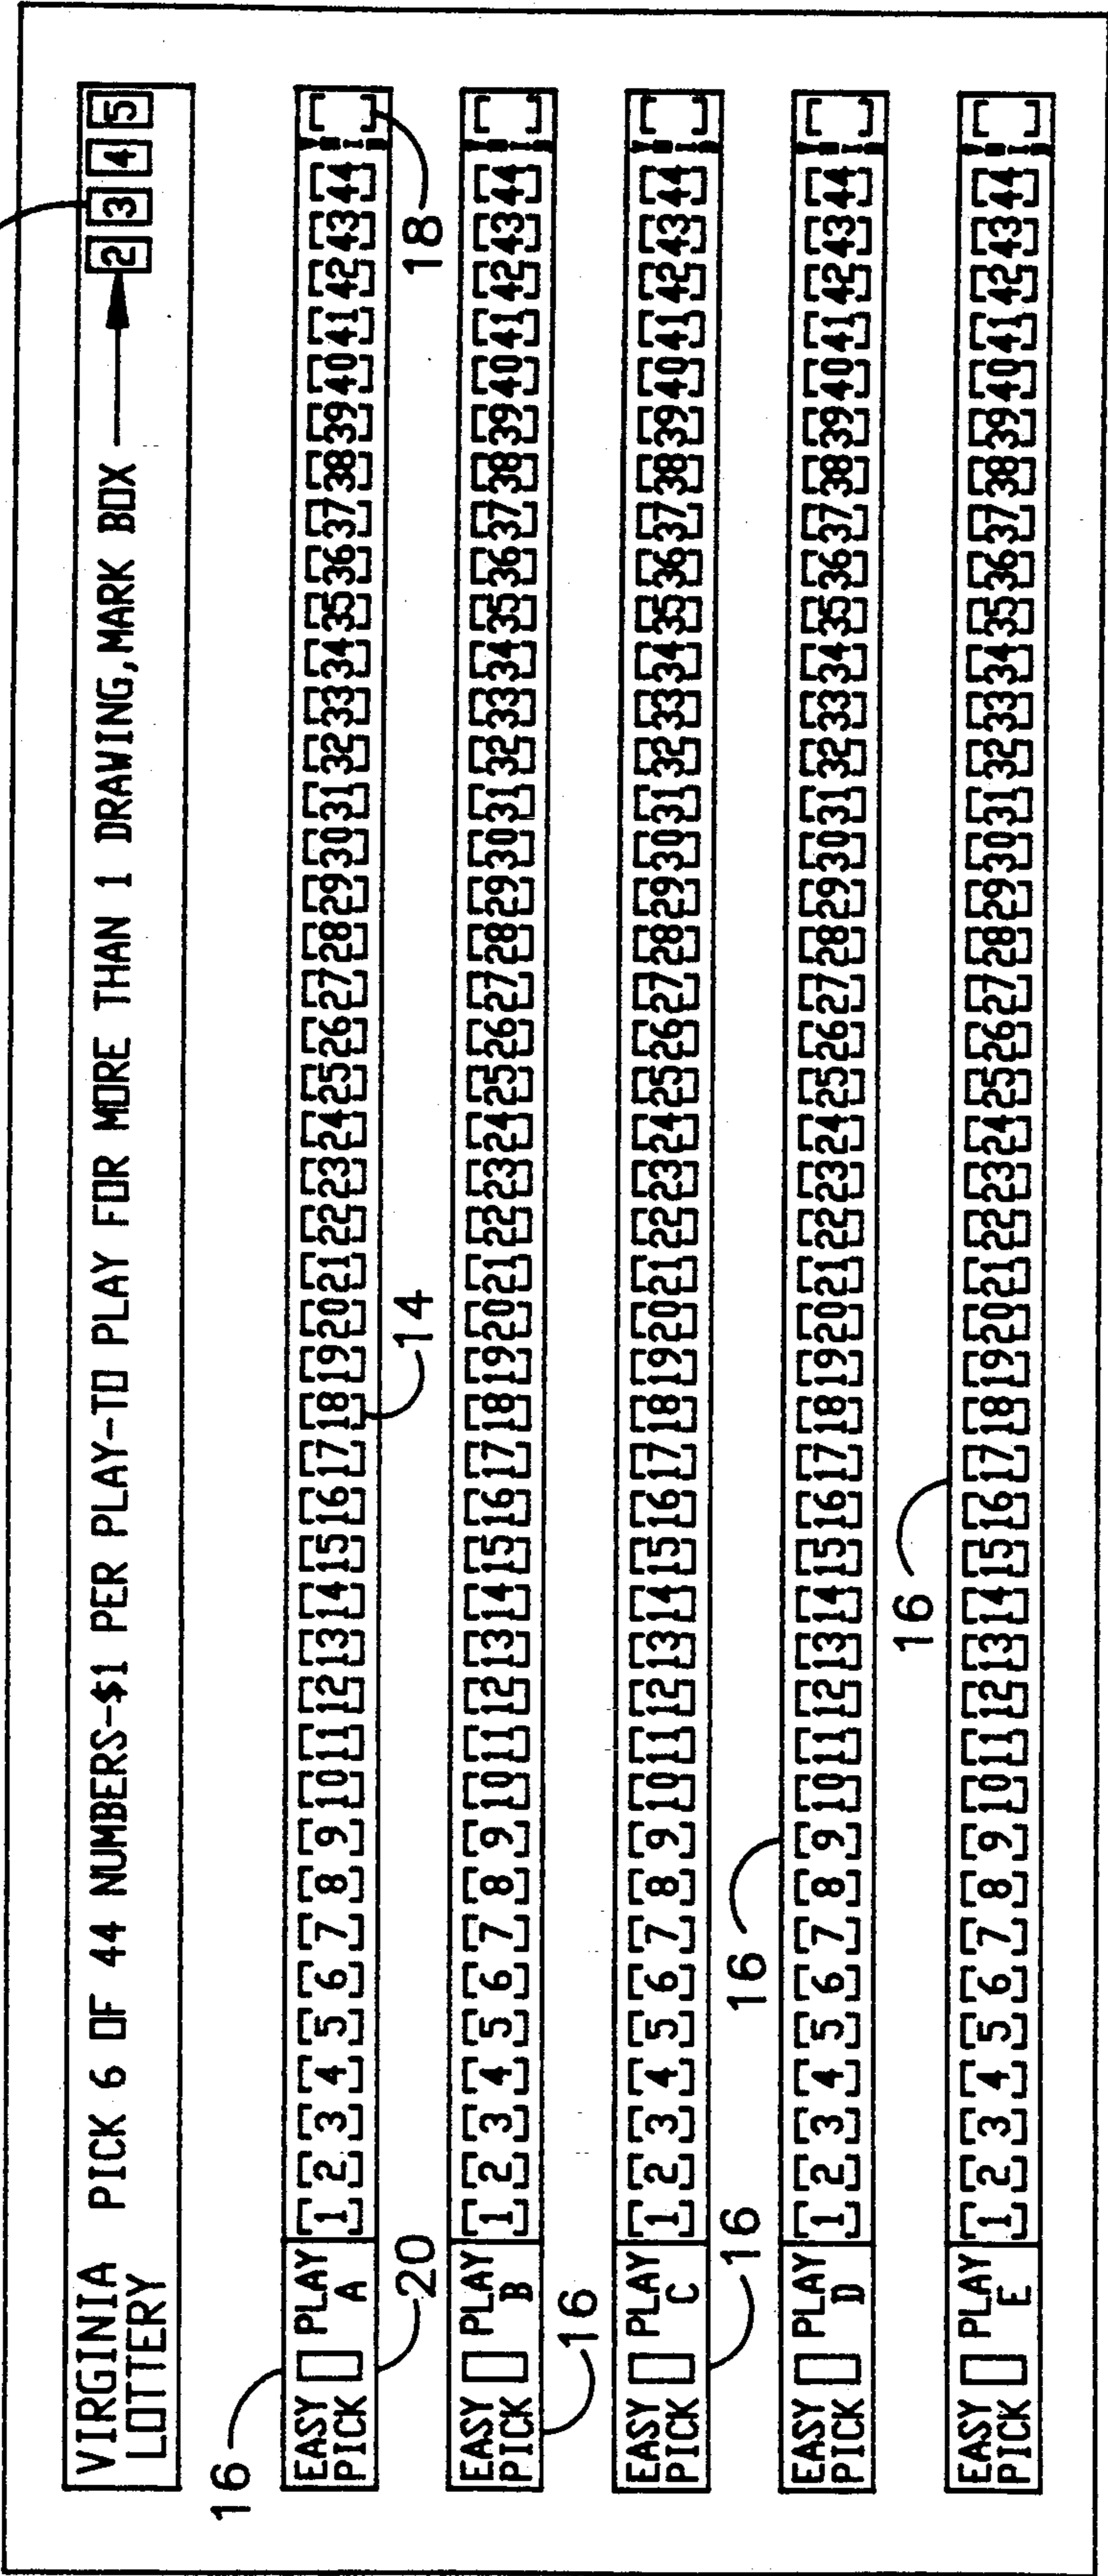 VIRGINIA LOTTERY PICK 6 OF 44 NUMBERS-$1 PER PLAY-TO PLAY FOR MORE THAN 1 DRAWING,MARK BOX 2 3 4 5
16
EASY PICK PLAY A [1][2][3][4][5][6][7][8][9][10][11][12][13][14][15][16][17][18][19][20][21][22][23][24][25][26][27][28][29][30][31][32][33][34][35][36][37][38][39][40][41][42][43][44] [ ]
20 14 18
EASY PICK PLAY B [1][2][3][4][5][6][7][8][9][10][11][12][13][14][15][16][17][18][19][20][21][22][23][24][25][26][27][28][29][30][31][32][33][34][35][36][37][38][39][40][41][42][43][44] [ ]
16
EASY PICK PLAY C [1][2][3][4][5][6][7][8][9][10][11][12][13][14][15][16][17][18][19][20][21][22][23][24][25][26][27][28][29][30][31][32][33][34][35][36][37][38][39][40][41][42][43][44] [ ]
16 16
EASY PICK PLAY D [1][2][3][4][5][6][7][8][9][10][11][12][13][14][15][16][17][18][19][20][21][22][23][24][25][26][27][28][29][30][31][32][33][34][35][36][37][38][39][40][41][42][43][44] [ ]
16
EASY PICK PLAY E [1][2][3][4][5][6][7][8][9][10][11][12][13][14][15][16][17][18][19][20][21][22][23][24][25][26][27][28][29][30][31][32][33][34][35][36][37][38][39][40][41][42][43][44] [ ]